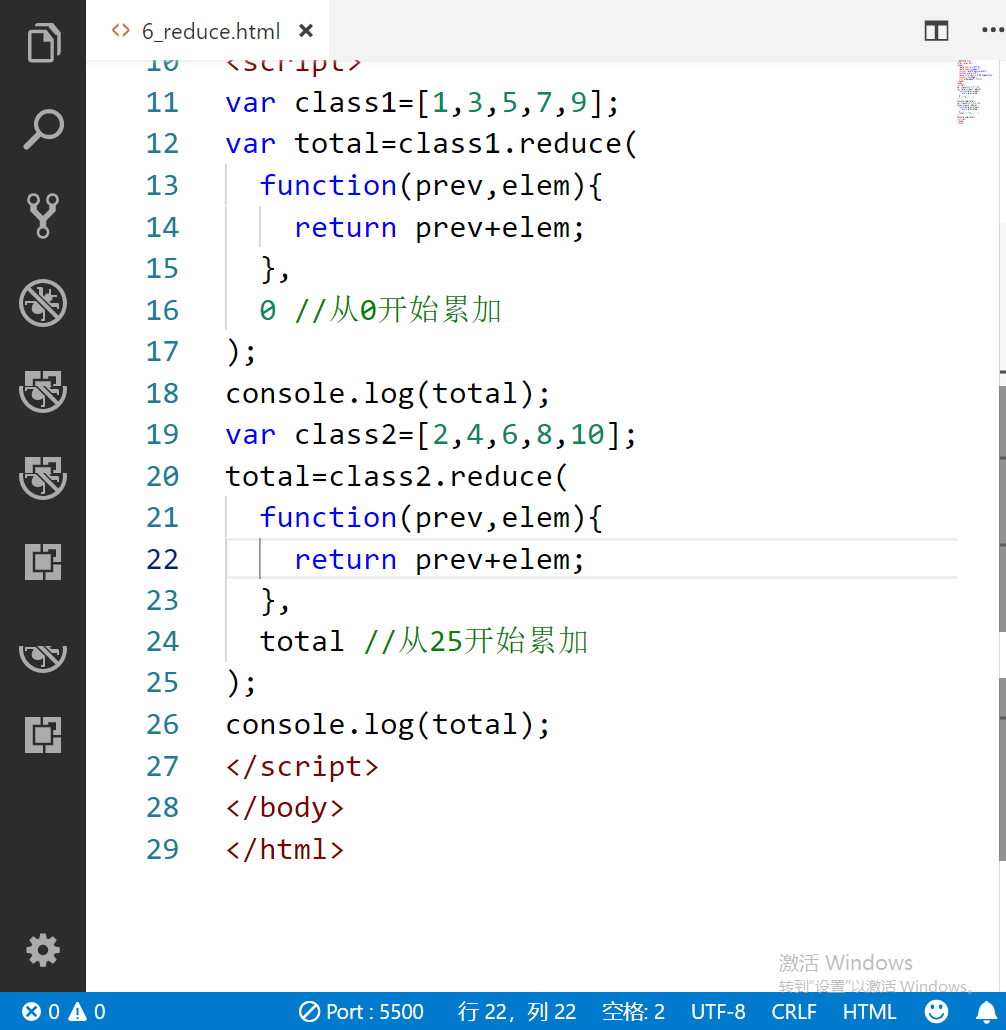 6_reduce.html
10 <script>
11 var class1=[1,3,5,7,9];
12 var total=class1.reduce(
13   function(prev,elem){
14     return prev+elem;
15   },
16   0 //从0开始累加
17 );
18 console.log(total);
19 var class2=[2,4,6,8,10];
20 total=class2.reduce(
21   function(prev,elem){
22     return prev+elem;
23   },
24   total //从25开始累加
25 );
26 console.log(total);
27 </script>
28 </body>
29 </html>
激活 Windows
转到“设置”以激活 Windows。
0 0 Port : 5500 行 22，列 22 空格: 2 UTF-8 CRLF HTML